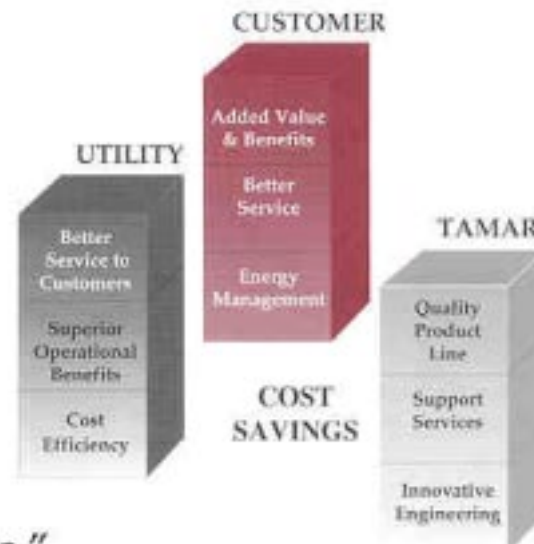 CUSTOMER
Added Value
& Benefits
Better
Service
Energy
Management
UTILITY
Better
Service to
Customers
Superior
Operational
Benefits
Cost
Efficiency
TAMAR
Quality
Product
Line
Support
Services
Innovative
Engineering
COST
SAVINGS